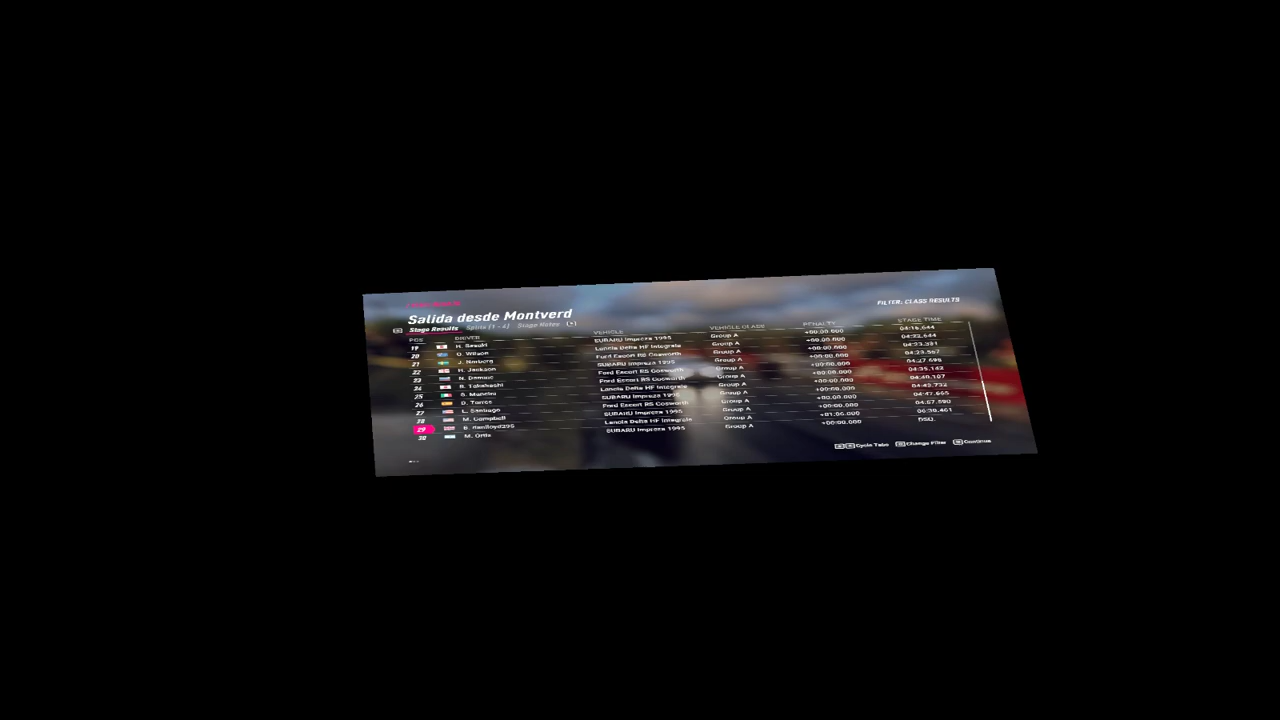 Salida desde Montverd
FILTER: CLASS RESULTS
Stage Results Splits [1 - 4] Stage Notes
POS DRIVER VEHICLE VEHICLE CLASS PENALTY STAGE TIME
19 H. Sasaki SUBARU Impreza 1995 Group A +00:00.000 04:16.644
20 O. Wilson Lancia Delta HF Integrale Group A +00:00.000 04:22.644
21 Ford Escort RS Cosworth Group A +00:00.000 04:23.331
22 H. Jackson SUBARU Impreza 1995 Group A +00:00.000 04:23.567
23 N. Ford Escort RS Cosworth Group A +00:00.000 04:27.698
24 R. Takahashi Ford Escort RS Cosworth Group A +00:00.000 04:35.142
25 Lancia Delta HF Integrale Group A +00:00.000 04:40.107
26 D. Torres SUBARU Impreza 1995 Group A +00:00.000 04:42.732
27 L. Santiago Ford Escort RS Cosworth Group A +00:00.000 04:47.665
28 M. Campbell SUBARU Impreza 1995 Group A +00:00.000 04:57.590
29 Lancia Delta HF Integrale Group A 06:30.461
30 M. Ortiz SUBARU Impreza 1995 Group A +00:00.000 DSQ
Cycle Tabs Change Filter Continue